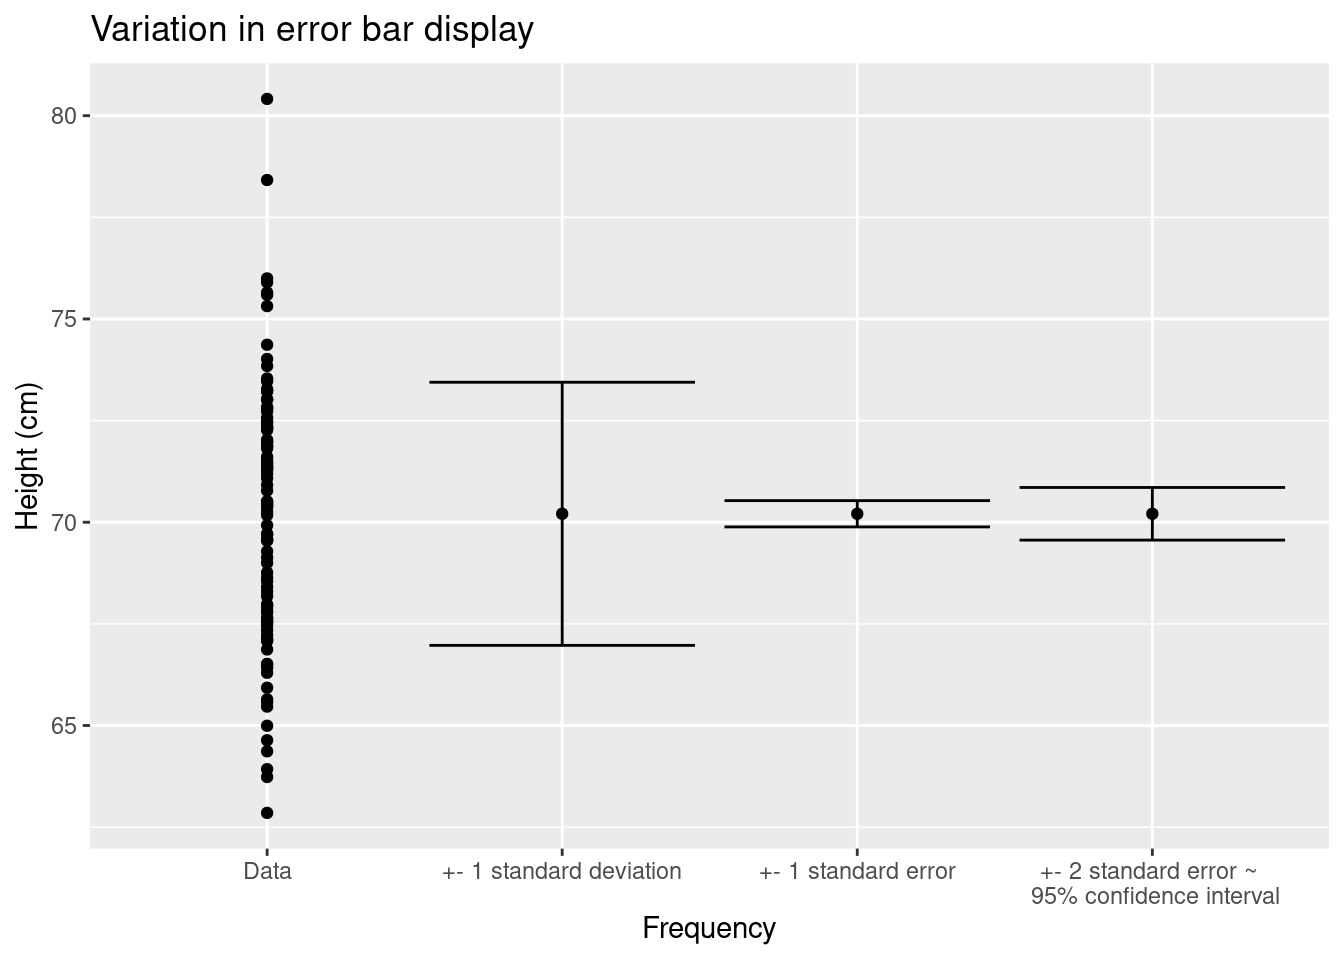 Variation in error bar display
Height (cm)
80
75
70
65
Data
+- 1 standard deviation
+- 1 standard error
+- 2 standard error ~
95% confidence interval
Frequency